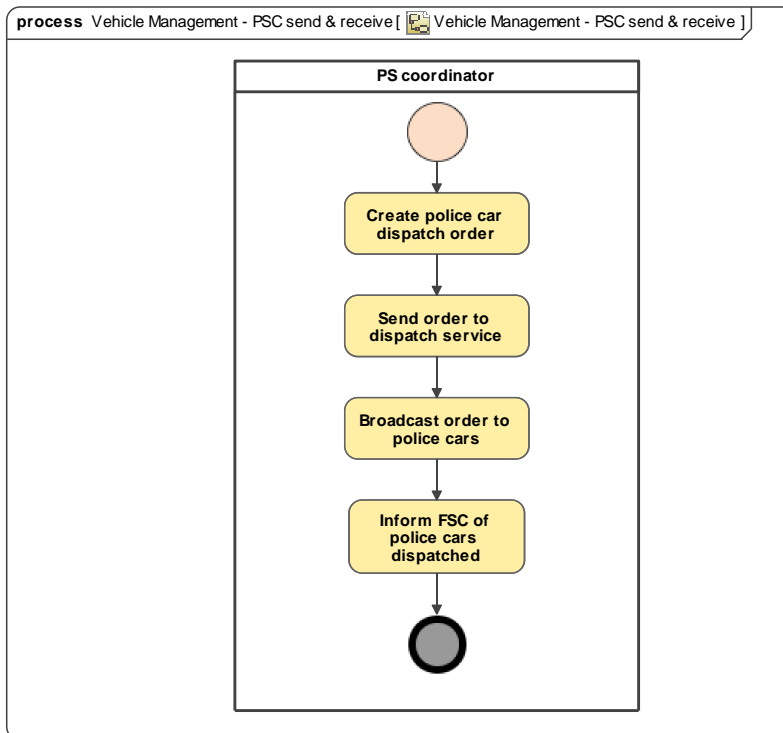 process Vehicle Management - PSC send & receive [ Vehicle Management - PSC send & receive ]
PS coordinator
Create police car
dispatch order
Send order to
dispatch service
Broadcast order to
police cars
Inform FSC of
police cars
dispatched